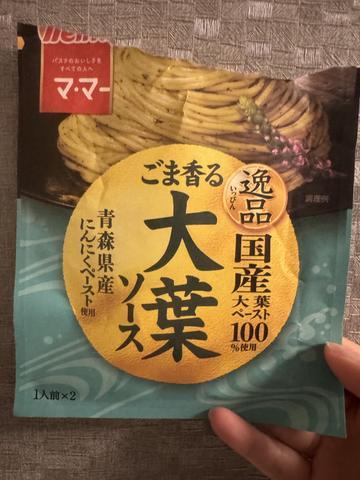 パスタのおいしさを
すべての人へ
マ・マー
調理例
逸品
いっぴん
国産
大葉
ペースト
100
%使用
ごま香る
大葉
ソース
青森県産
にんにくペースト使用
1人前×2